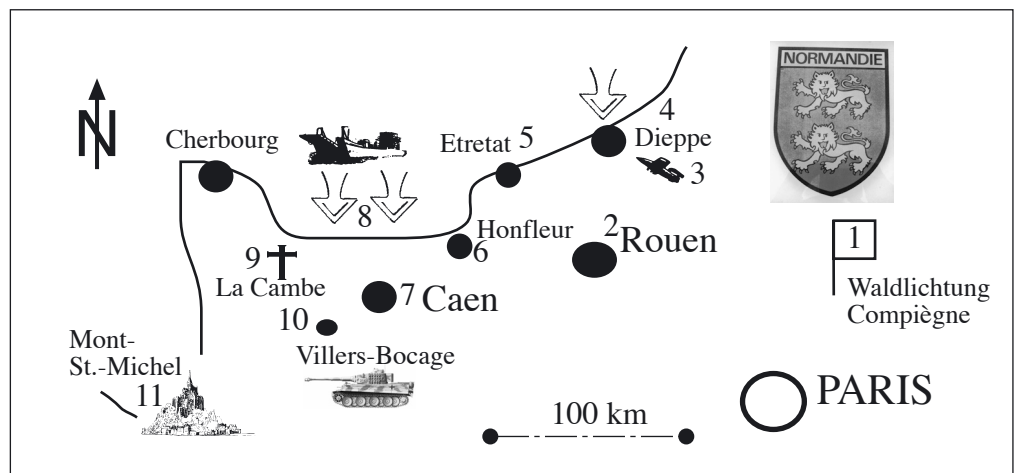 NORMANDIE
N
Cherbourg
Etretat 5
4
Dieppe
3
8
Honfleur
6
2 Rouen
1
Waldlichtung
Compiègne
9
La Cambe
7 Caen
10
Villers-Bocage
Mont-
St.-Michel
11
100 km
PARIS